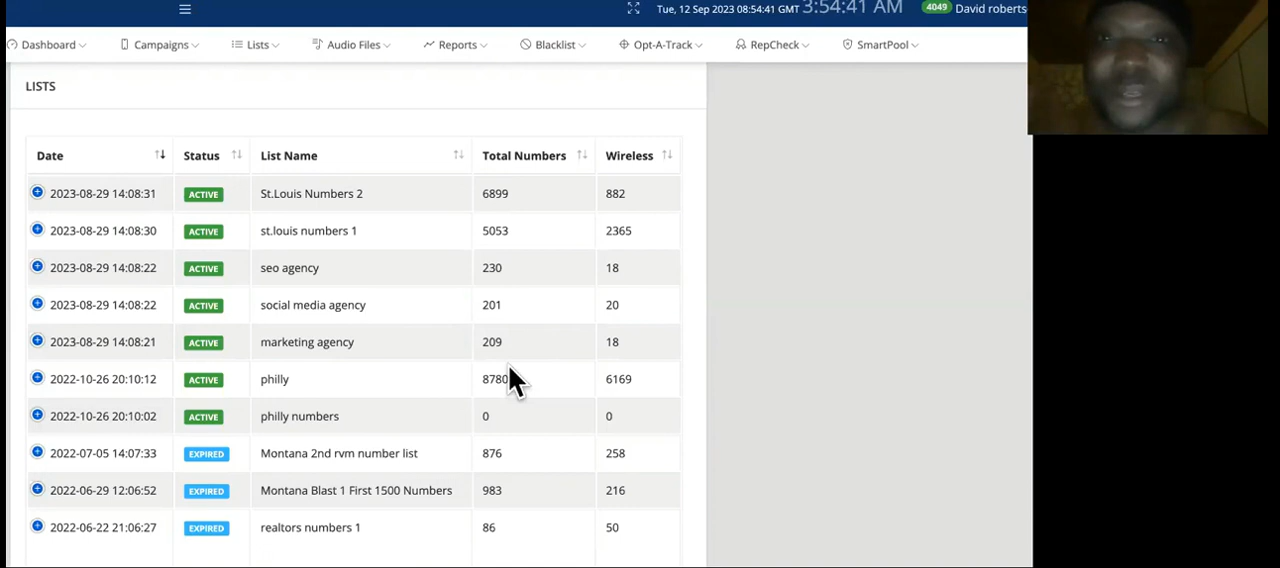 Tue, 12 Sep 2023 08:54:41 GMT 3:54:41 AM 4049 David roberts
Dashboard Campaigns Lists Audio Files Reports Blacklist Opt-A-Track RepCheck SmartPool
LISTS
Date Status List Name Total Numbers Wireless
2023-08-29 14:08:31 ACTIVE St.Louis Numbers 2 6899 882
2023-08-29 14:08:30 ACTIVE st.louis numbers 1 5053 2365
2023-08-29 14:08:22 ACTIVE seo agency 230 18
2023-08-29 14:08:22 ACTIVE social media agency 201 20
2023-08-29 14:08:21 ACTIVE marketing agency 209 18
2022-10-26 20:10:12 ACTIVE philly 8780 6169
2022-10-26 20:10:02 ACTIVE philly numbers 0 0
2022-07-05 14:07:33 EXPIRED Montana 2nd rvm number list 876 258
2022-06-29 12:06:52 EXPIRED Montana Blast 1 First 1500 Numbers 983 216
2022-06-22 21:06:27 EXPIRED realtors numbers 1 86 50